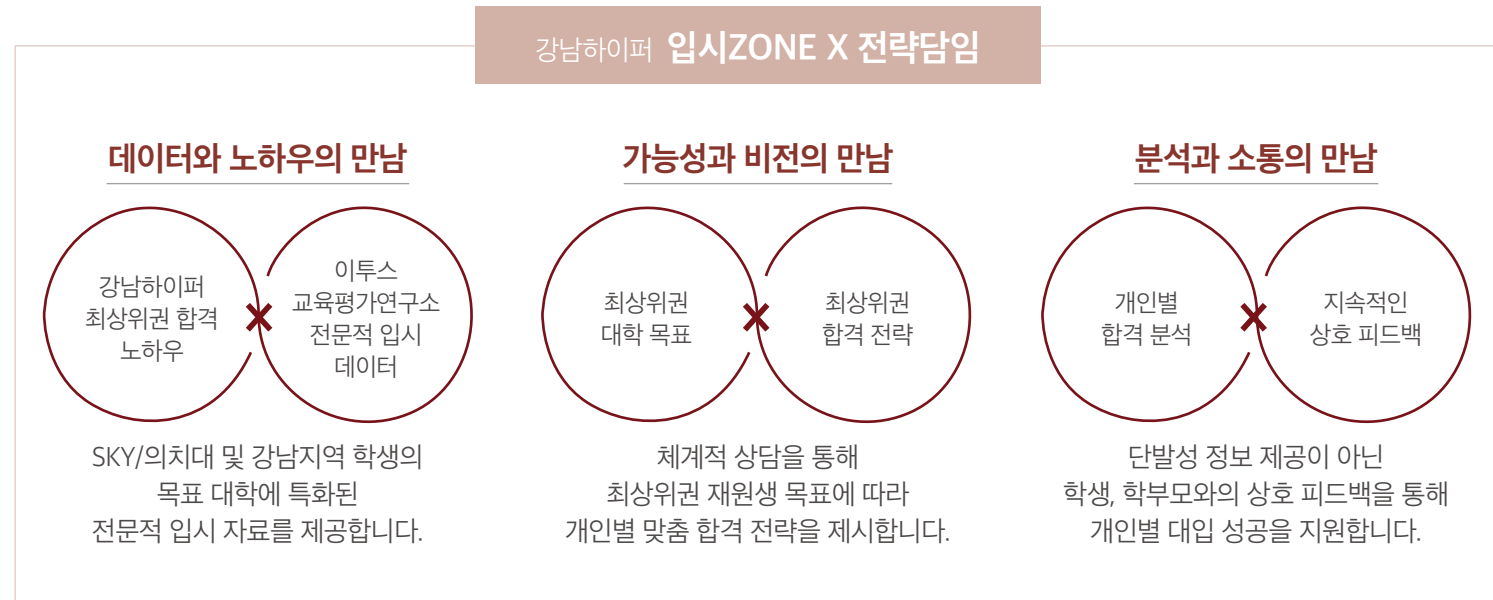 강남하이퍼 입시ZONE X 전략담임
데이터와 노하우의 만남
강남하이퍼
최상위권 합격
노하우
이투스
교육평가연구소
전문적 입시
데이터
SKY/의치대 및 강남지역 학생의
목표 대학에 특화된
전문적 입시 자료를 제공합니다.
가능성과 비전의 만남
최상위권
대학 목표
최상위권
합격 전략
체계적 상담을 통해
최상위권 재원생 목표에 따라
개인별 맞춤 합격 전략을 제시합니다.
분석과 소통의 만남
개인별
합격 분석
지속적인
상호 피드백
단발성 정보 제공이 아닌
학생, 학부모와의 상호 피드백을 통해
개인별 대입 성공을 지원합니다.